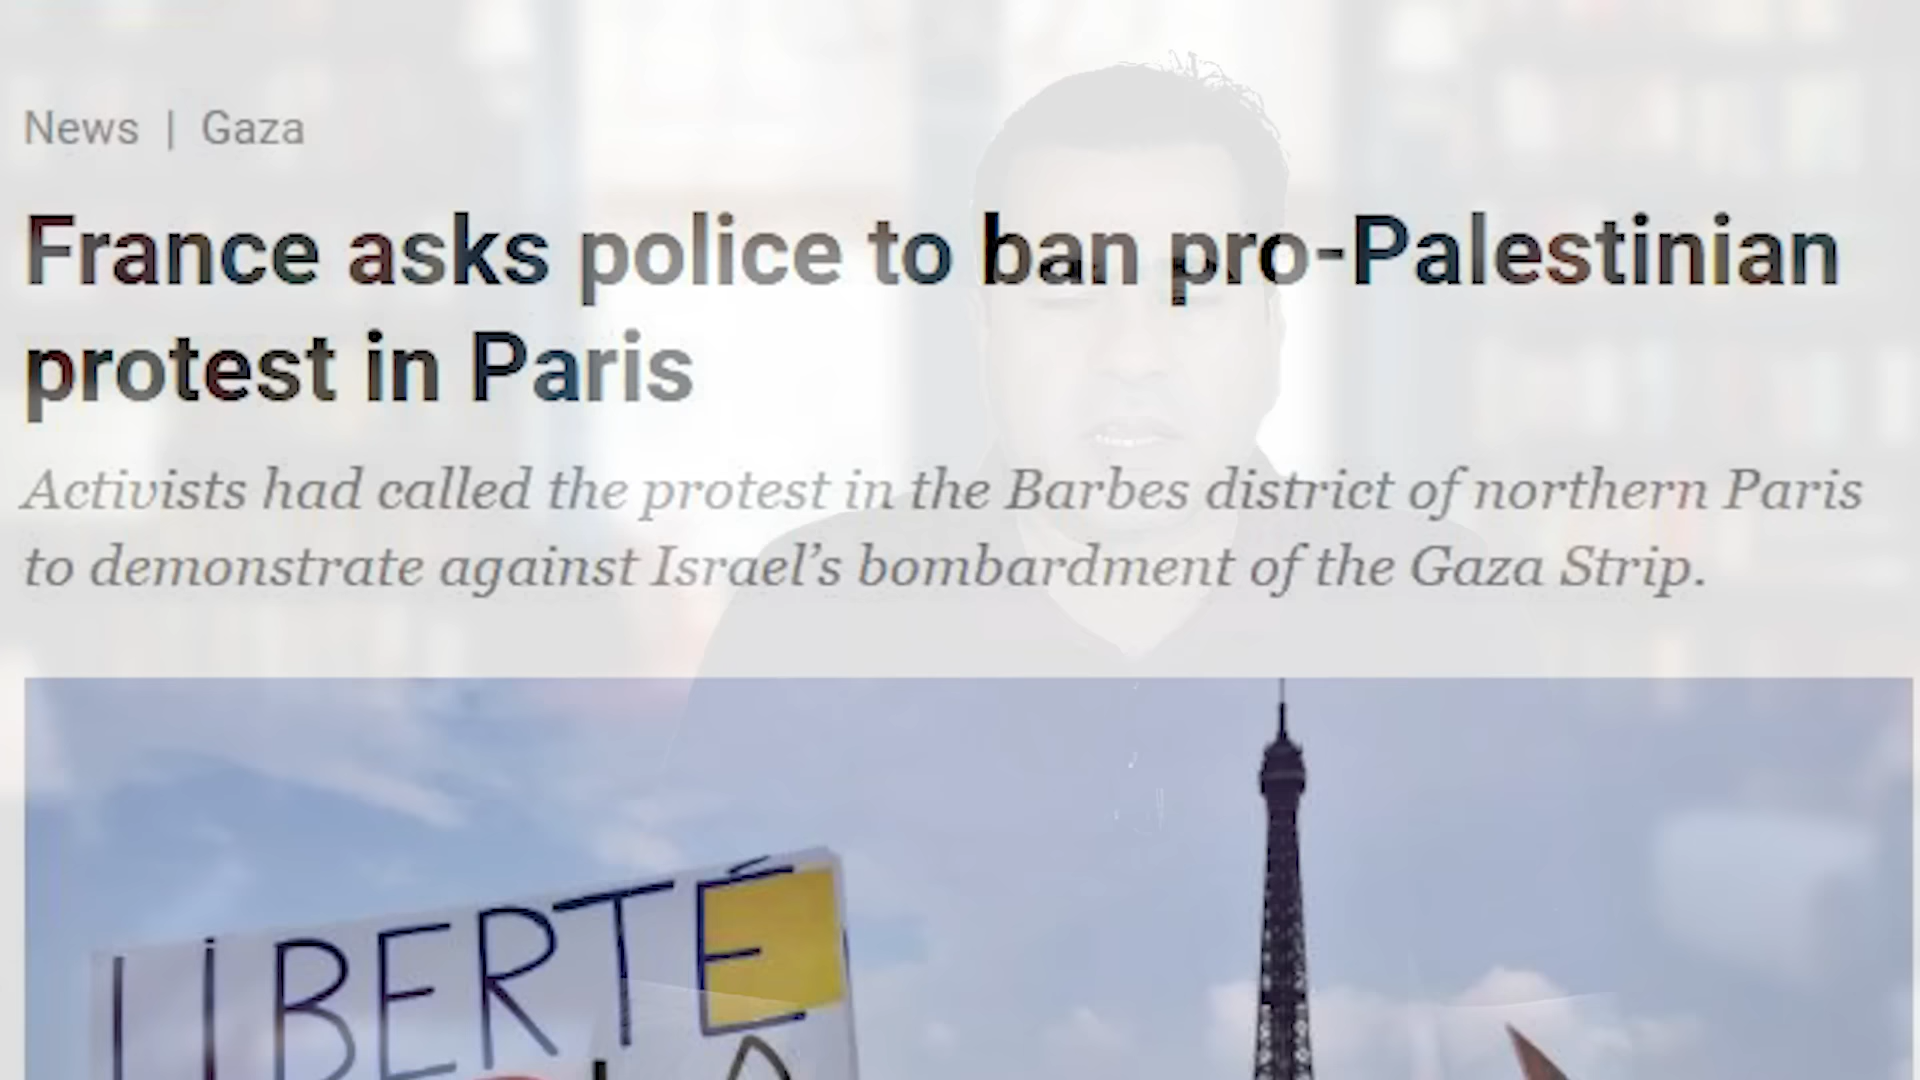 News | Gaza
France asks police to ban pro-Palestinian
protest in Paris
Activists had called the protest in the Barbes district of northern Paris
to demonstrate against Israel’s bombardment of the Gaza Strip.
LIBERTÉ